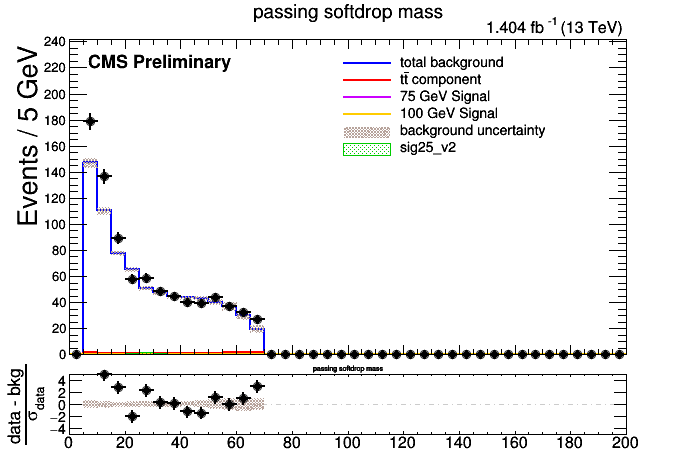 passing softdrop mass
1.404 fb⁻¹ (13 TeV)
CMS Preliminary
total background
tt̄ component
75 GeV Signal
100 GeV Signal
background uncertainty
sig25_v2
Events / 5 GeV
240
220
200
180
160
140
120
100
80
60
40
20
0
passing softdrop mass
data - bkg
σ_data
4
2
0
−2
−4
0 20 40 60 80 100 120 140 160 180 200